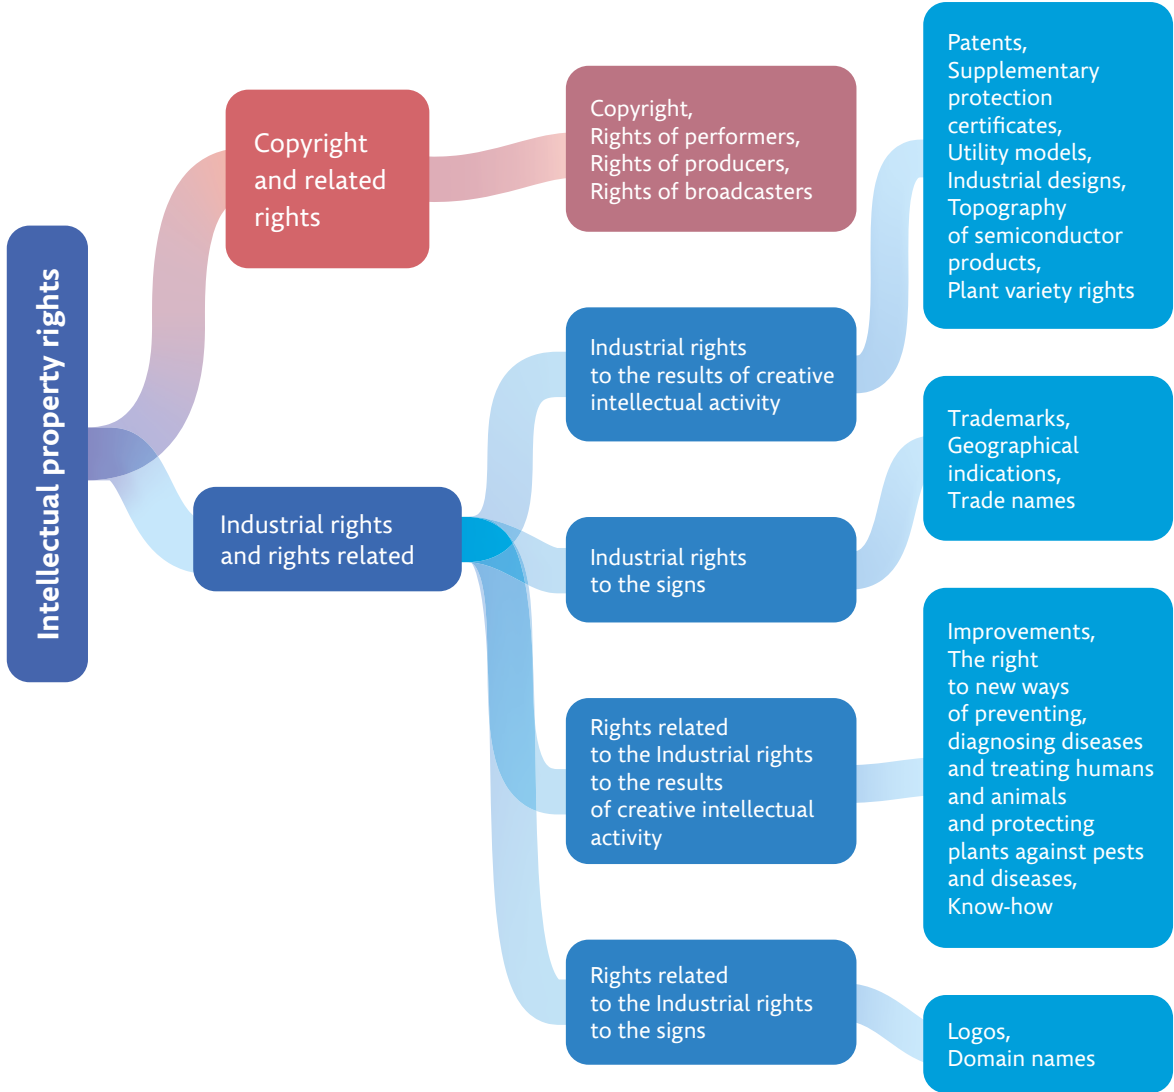 Intellectual property rights
Copyright
and related
rights
Copyright,
Rights of performers,
Rights of producers,
Rights of broadcasters
Industrial rights
and rights related
Industrial rights
to the results of creative
intellectual activity
Patents,
Supplementary
protection
certificates,
Utility models,
Industrial designs,
Topography
of semiconductor
products,
Plant variety rights
Industrial rights
to the signs
Trademarks,
Geographical
indications,
Trade names
Rights related
to the Industrial rights
to the results
of creative intellectual
activity
Improvements,
The right
to new ways
of preventing,
diagnosing diseases
and treating humans
and animals
and protecting
plants against pests
and diseases,
Know-how
Rights related
to the Industrial rights
to the signs
Logos,
Domain names